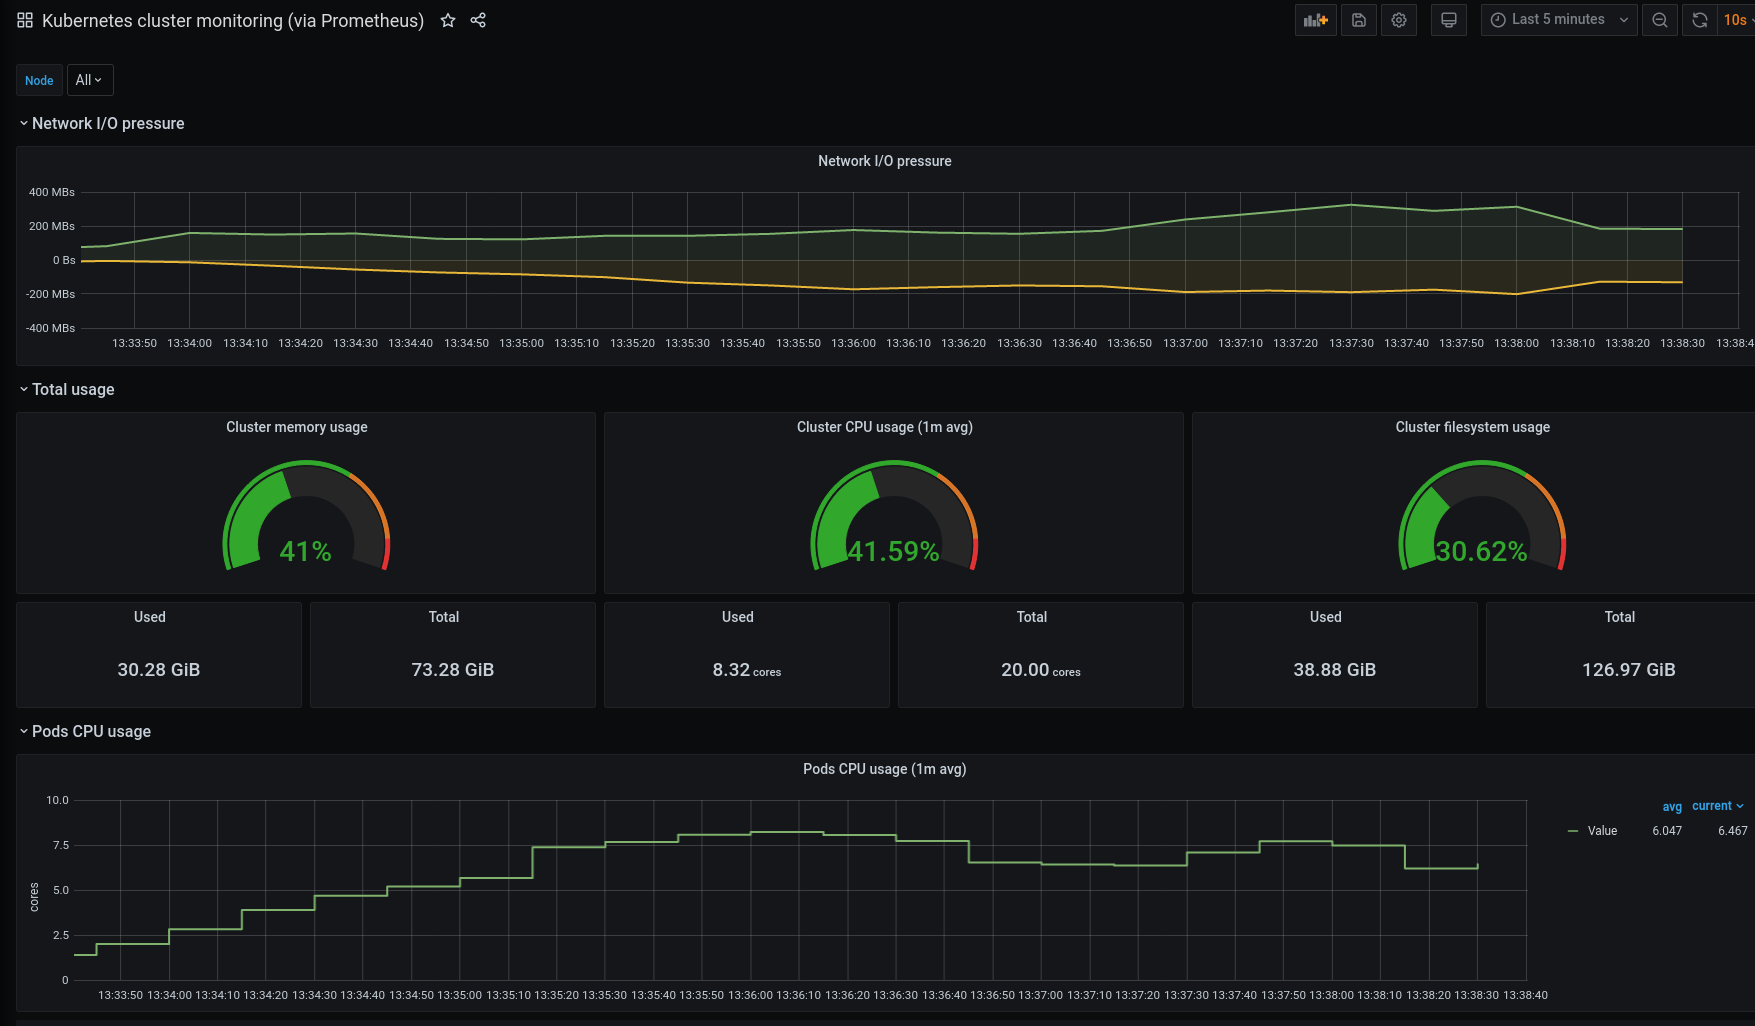 Kubernetes cluster monitoring (via Prometheus)
Last 5 minutes
10s
Node
All
Network I/O pressure
Network I/O pressure
400 MBs
200 MBs
0 Bs
-200 MBs
-400 MBs
13:33:50 13:34:00 13:34:10 13:34:20 13:34:30 13:34:40 13:34:50 13:35:00 13:35:10 13:35:20 13:35:30 13:35:40 13:35:50 13:36:00 13:36:10 13:36:20 13:36:30 13:36:40 13:36:50 13:37:00 13:37:10 13:37:20 13:37:30 13:37:40 13:37:50 13:38:00 13:38:10 13:38:20 13:38:30 13:38:4
Total usage
Cluster memory usage
41%
Cluster CPU usage (1m avg)
41.59%
Cluster filesystem usage
30.62%
Used
30.28 GiB
Total
73.28 GiB
Used
8.32 cores
Total
20.00 cores
Used
38.88 GiB
Total
126.97 GiB
Pods CPU usage
Pods CPU usage (1m avg)
10.0
7.5
5.0
2.5
0
cores
13:33:50 13:34:00 13:34:10 13:34:20 13:34:30 13:34:40 13:34:50 13:35:00 13:35:10 13:35:20 13:35:30 13:35:40 13:35:50 13:36:00 13:36:10 13:36:20 13:36:30 13:36:40 13:36:50 13:37:00 13:37:10 13:37:20 13:37:30 13:37:40 13:37:50 13:38:00 13:38:10 13:38:20 13:38:30 13:38:40
avg current
Value 6.047 6.467